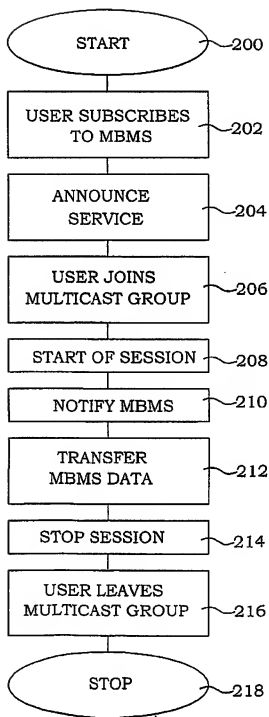 START
200
USER SUBSCRIBES
TO MBMS
202
ANNOUNCE
SERVICE
204
USER JOINS
MULTICAST GROUP
206
START OF SESSION
208
NOTIFY MBMS
210
TRANSFER
MBMS DATA
212
STOP SESSION
214
USER LEAVES
MULTICAST GROUP
216
STOP
218